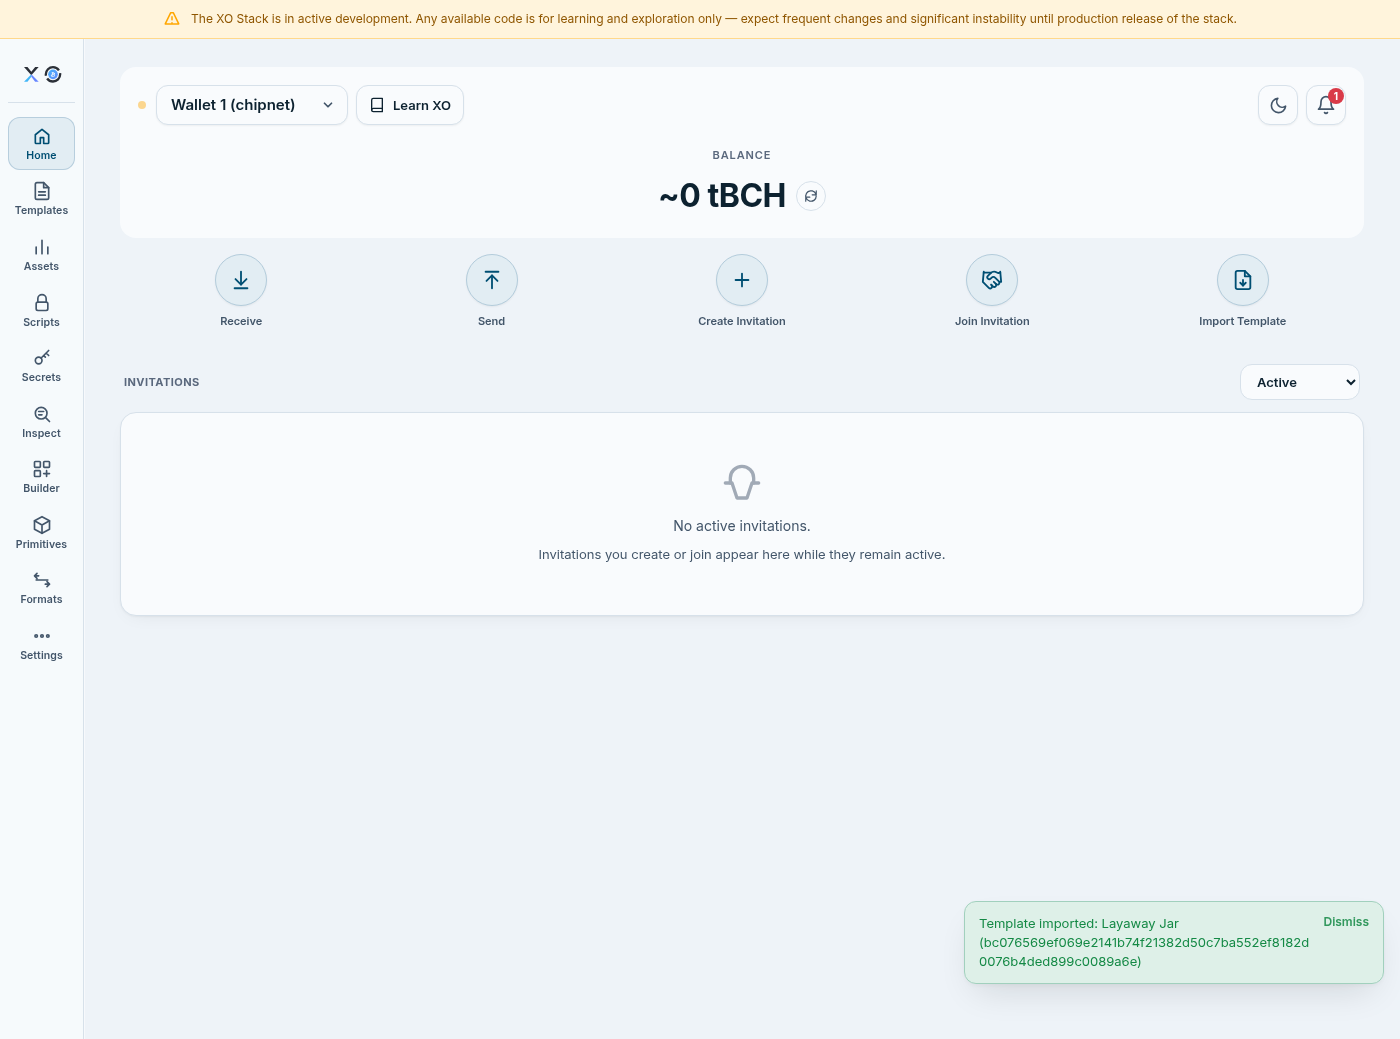 The XO Stack is in active development. Any available code is for learning and exploration only — expect frequent changes and significant instability until production release of the stack.
XO
Wallet 1 (chipnet)
Learn XO
1
Home
Templates
Assets
Scripts
Secrets
Inspect
Builder
Primitives
Formats
Settings
BALANCE
~0 tBCH
Receive
Send
Create Invitation
Join Invitation
Import Template
INVITATIONS
Active
No active invitations.
Invitations you create or join appear here while they remain active.
Template imported: Layaway Jar
(bc076569ef069e2141b74f21382d50c7ba552ef8182d
0076b4ded899c0089a6e)
Dismiss